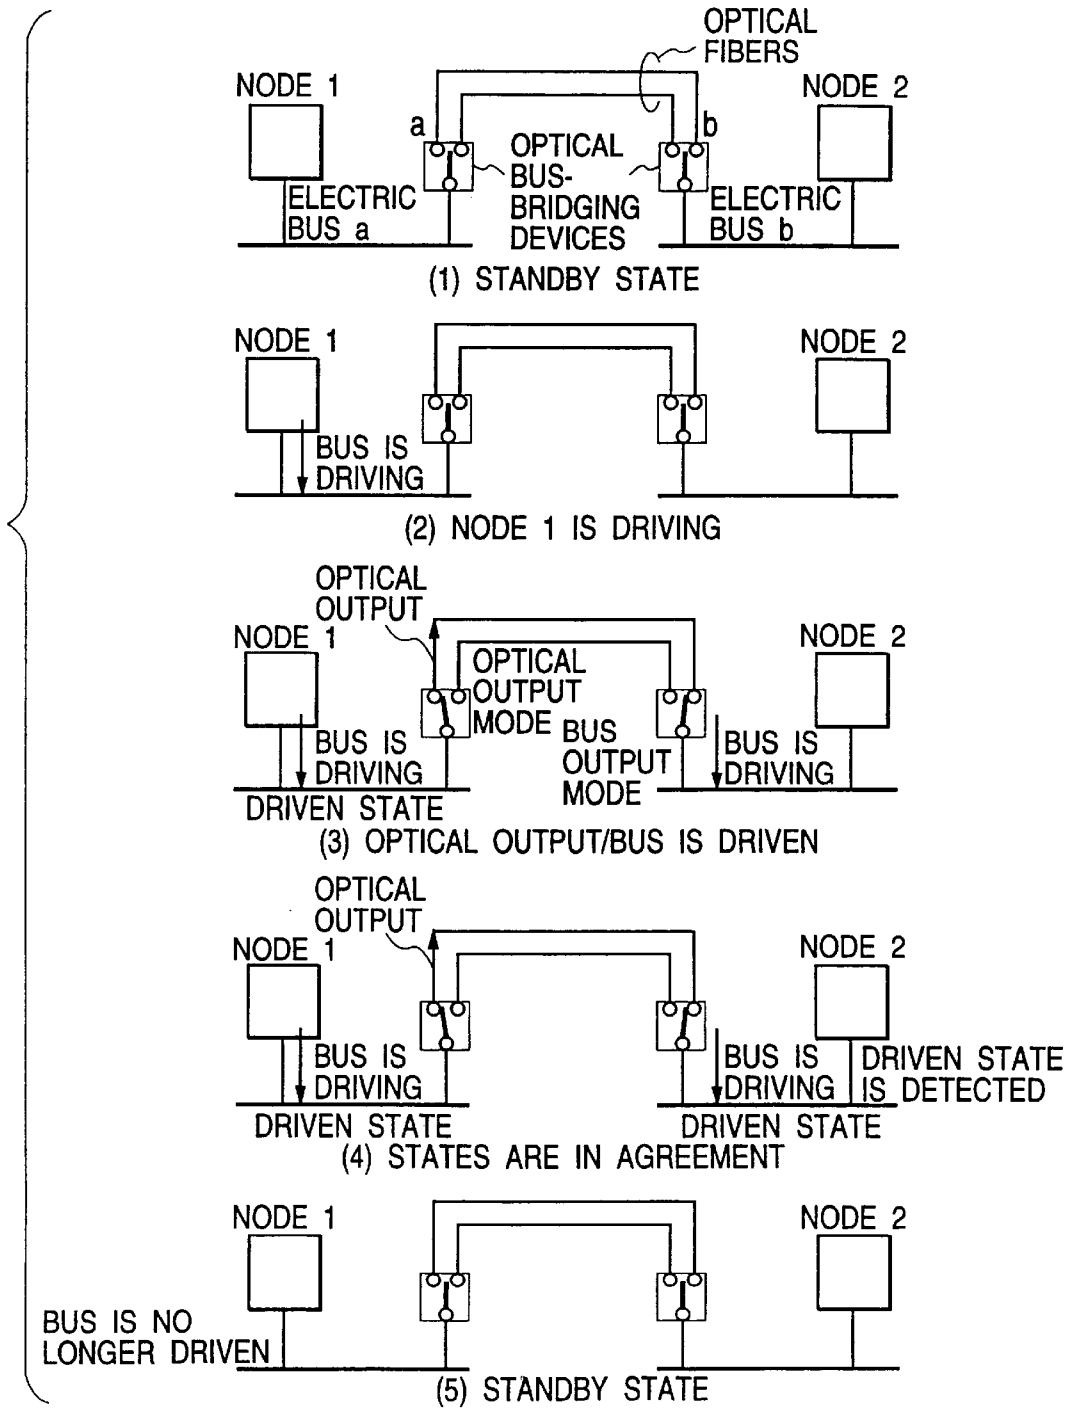 OPTICAL
FIBERS
NODE 1
NODE 2
a
b
OPTICAL
BUS-
BRIDGING
DEVICES
ELECTRIC
BUS a
ELECTRIC
BUS b
(1) STANDBY STATE
NODE 1
NODE 2
BUS IS
DRIVING
(2) NODE 1 IS DRIVING
OPTICAL
OUTPUT
NODE 1
NODE 2
OPTICAL
OUTPUT
MODE
BUS
OUTPUT
MODE
BUS IS
DRIVING
BUS IS
DRIVING
DRIVEN STATE
(3) OPTICAL OUTPUT/BUS IS DRIVEN
OPTICAL
OUTPUT
NODE 1
NODE 2
BUS IS
DRIVING
BUS IS
DRIVING
DRIVEN STATE
IS DETECTED
DRIVEN STATE
DRIVEN STATE
(4) STATES ARE IN AGREEMENT
NODE 1
NODE 2
BUS IS NO
LONGER DRIVEN
(5) STANDBY STATE